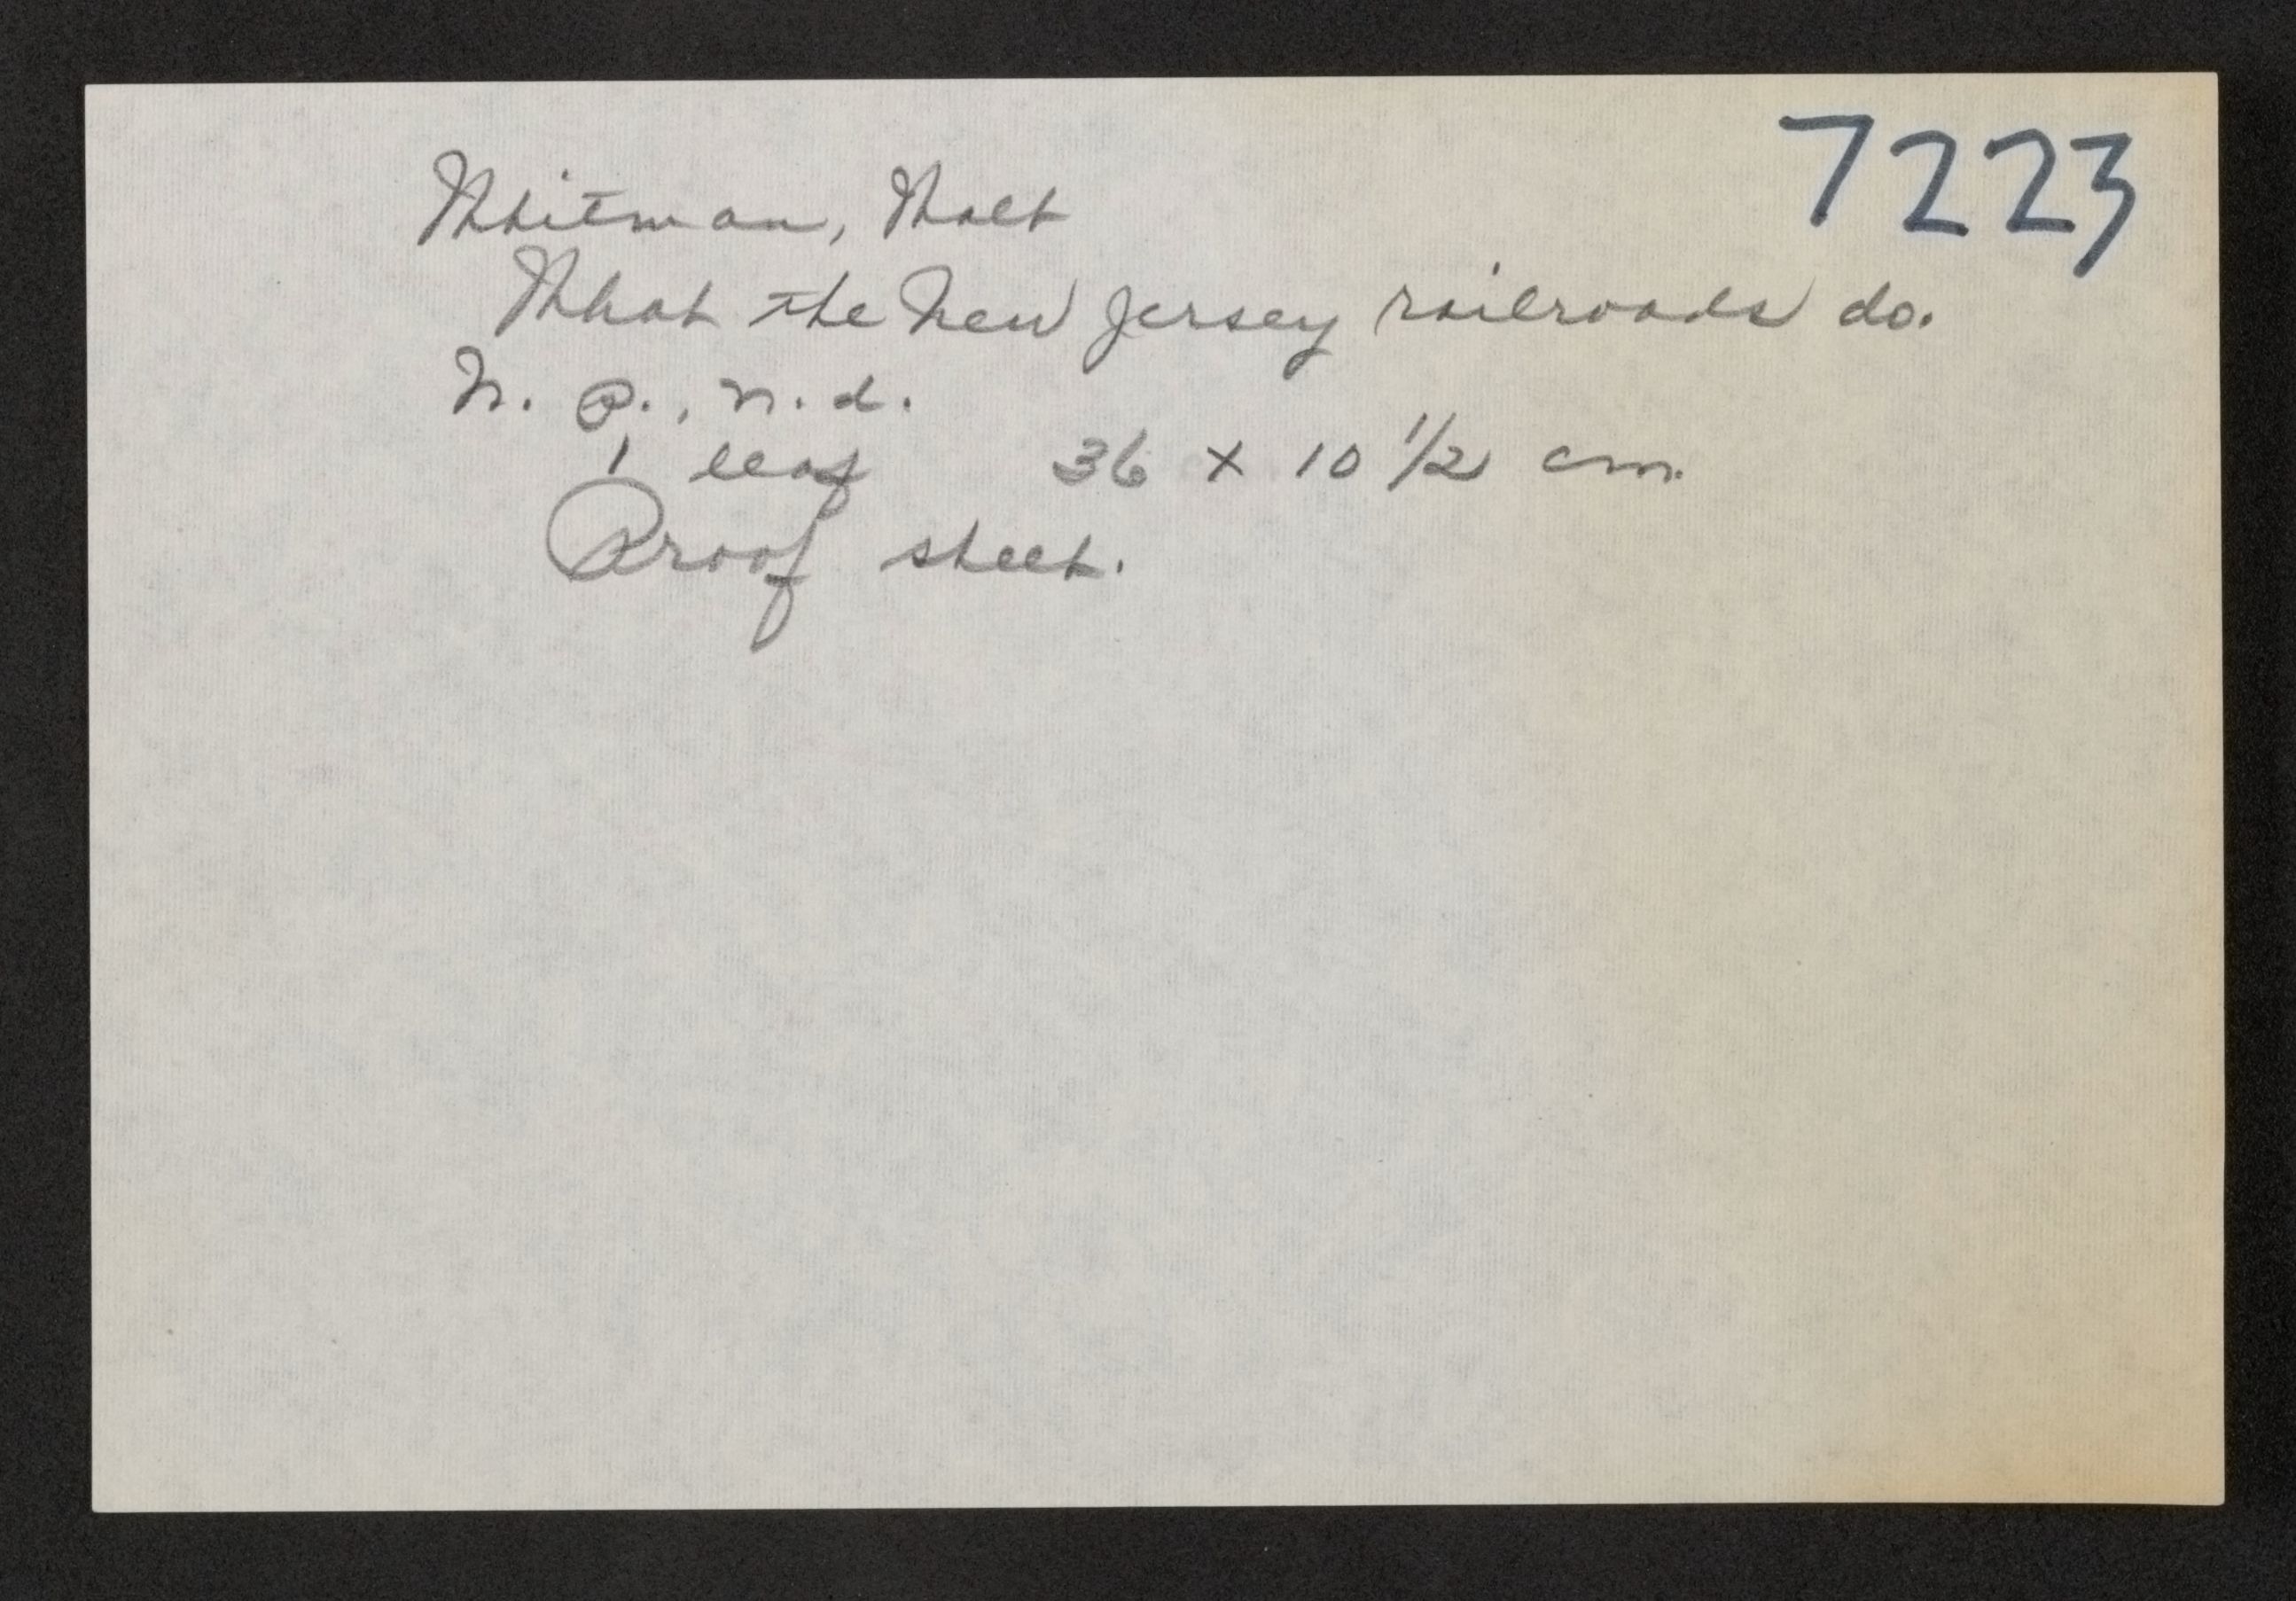 7223
Whitman, Walt
What the New Jersey railroads do.
N. P., n.d.
1 leaf 36 x 10 1/2 cm.
Proof sheet.